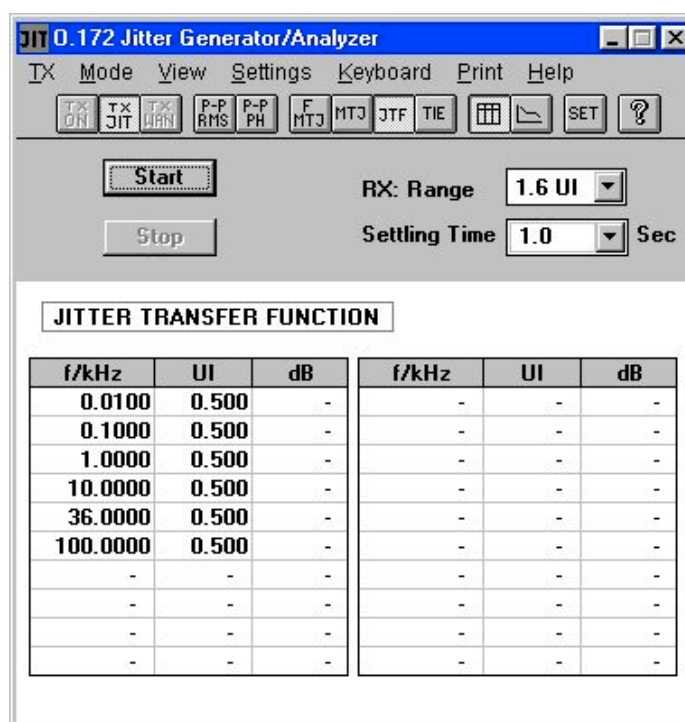 JIT O.172 Jitter Generator/Analyzer
TX Mode View Settings Keyboard Print Help
TX ON TX JIT TX WAN P-P RMS P-P PH F MTJ MTJ JTF TIE SET ?
Start RX: Range 1.6 UI
Stop Settling Time 1.0 Sec
JITTER TRANSFER FUNCTION
f/kHz UI dB f/kHz UI dB
0.0100 0.500 - - - -
0.1000 0.500 - - - -
1.0000 0.500 - - - -
10.0000 0.500 - - - -
36.0000 0.500 - - - -
100.0000 0.500 - - - -
- - - - - -
- - - - - -
- - - - - -
- - - - - -